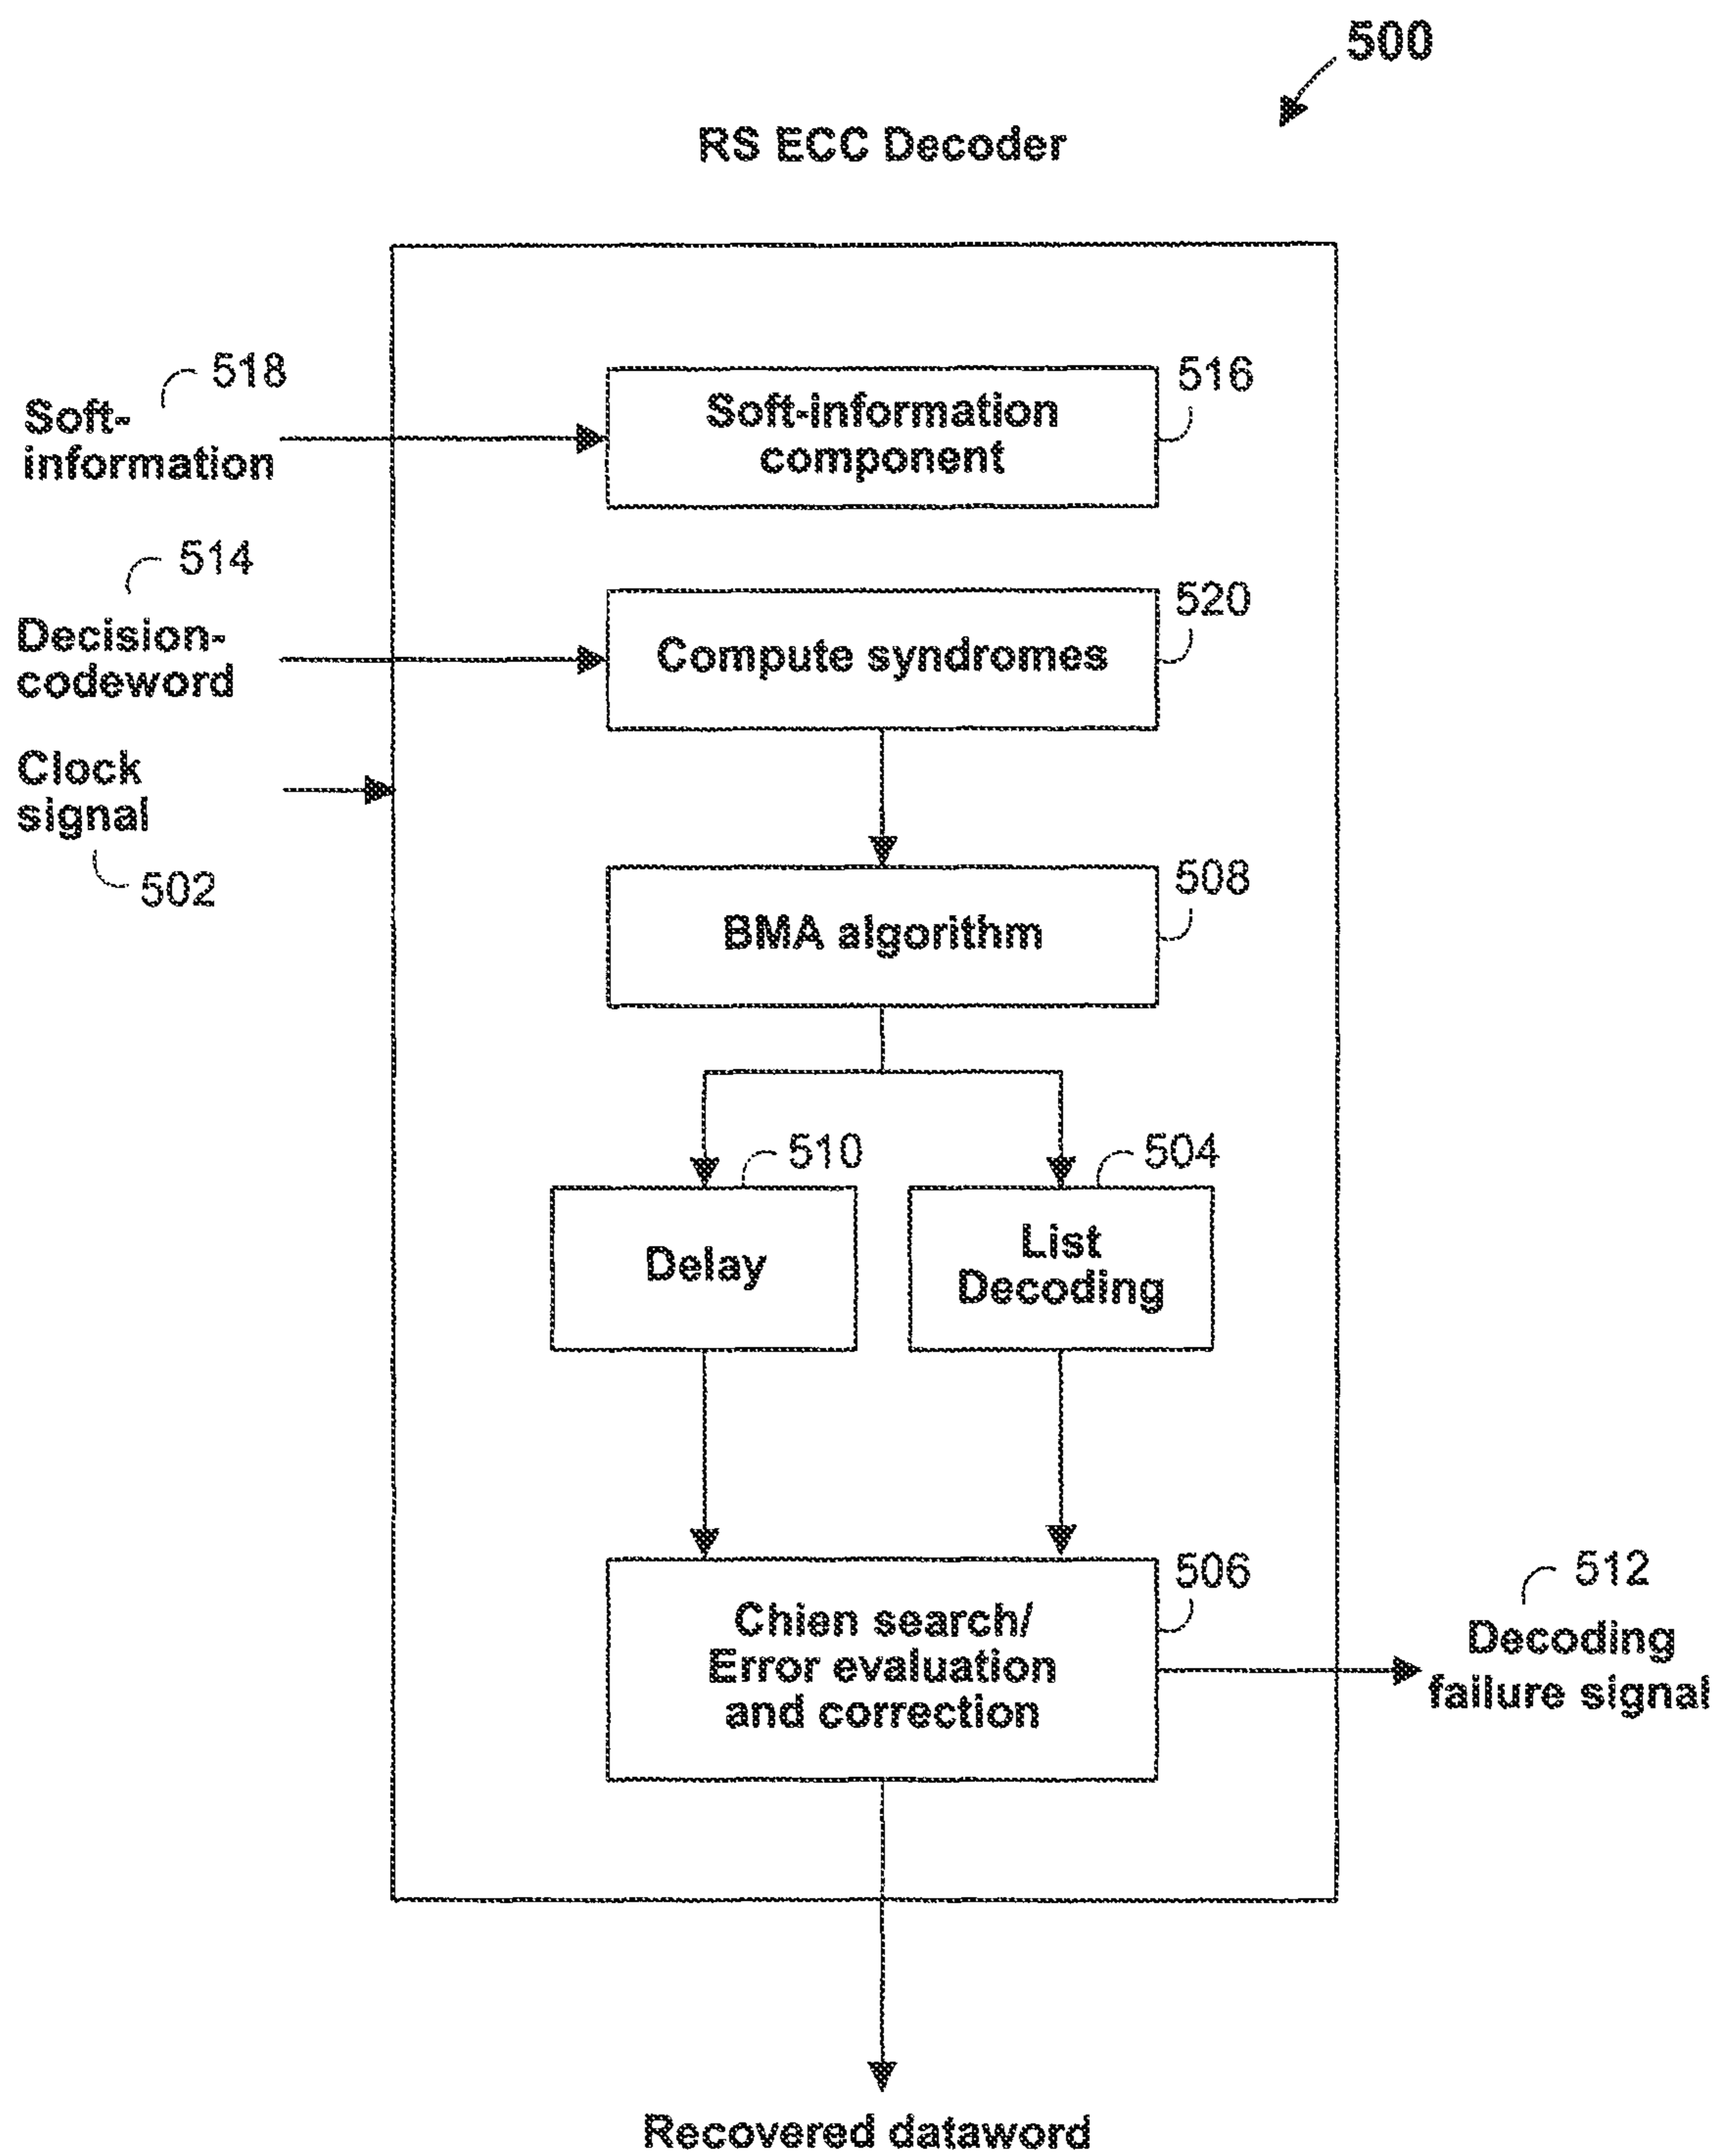 500
RS ECC Decoder
518
Soft-
information
Soft-information
component
516
514
Decision-
codeword
Compute syndromes
520
Clock
signal
502
BMA algorithm
508
510
504
Delay
List
Decoding
506
Chien search/
Error evaluation
and correction
512
Decoding
failure signal
Recovered dataword